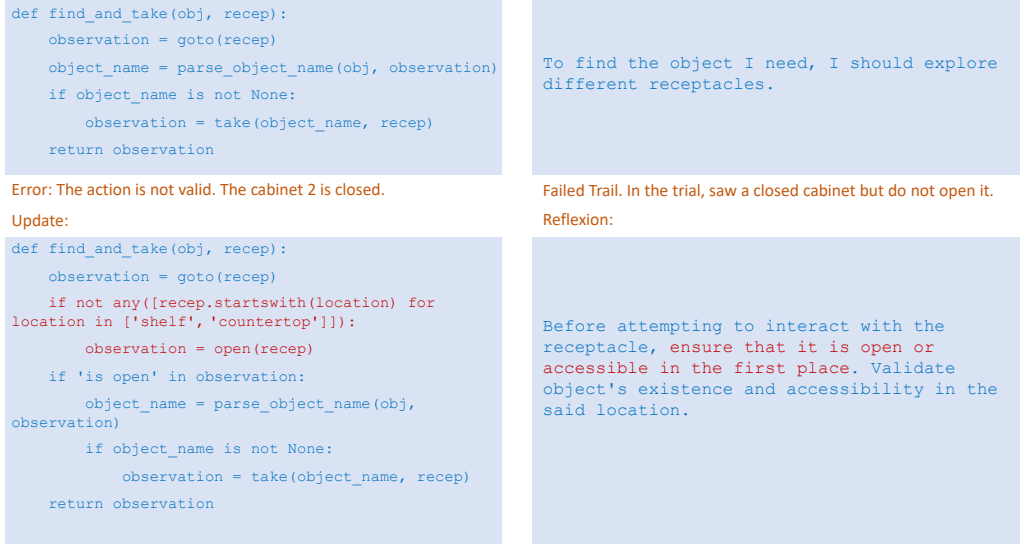 def find_and_take(obj, recep):
    observation = goto(recep)
    object_name = parse_object_name(obj, observation)
    if object_name is not None:
        observation = take(object_name, recep)
    return observation
Error: The action is not valid. The cabinet 2 is closed.
Update:
def find_and_take(obj, recep):
    observation = goto(recep)
    if not any([recep.startswith(location) for
location in ['shelf','countertop']]):
        observation = open(recep)
    if 'is open' in observation:
        object_name = parse_object_name(obj,
observation)
        if object_name is not None:
            observation = take(object_name, recep)
    return observation
To find the object I need, I should explore
different receptacles.
Failed Trail. In the trial, saw a closed cabinet but do not open it.
Reflexion:
Before attempting to interact with the
receptacle, ensure that it is open or
accessible in the first place. Validate
object's existence and accessibility in the
said location.